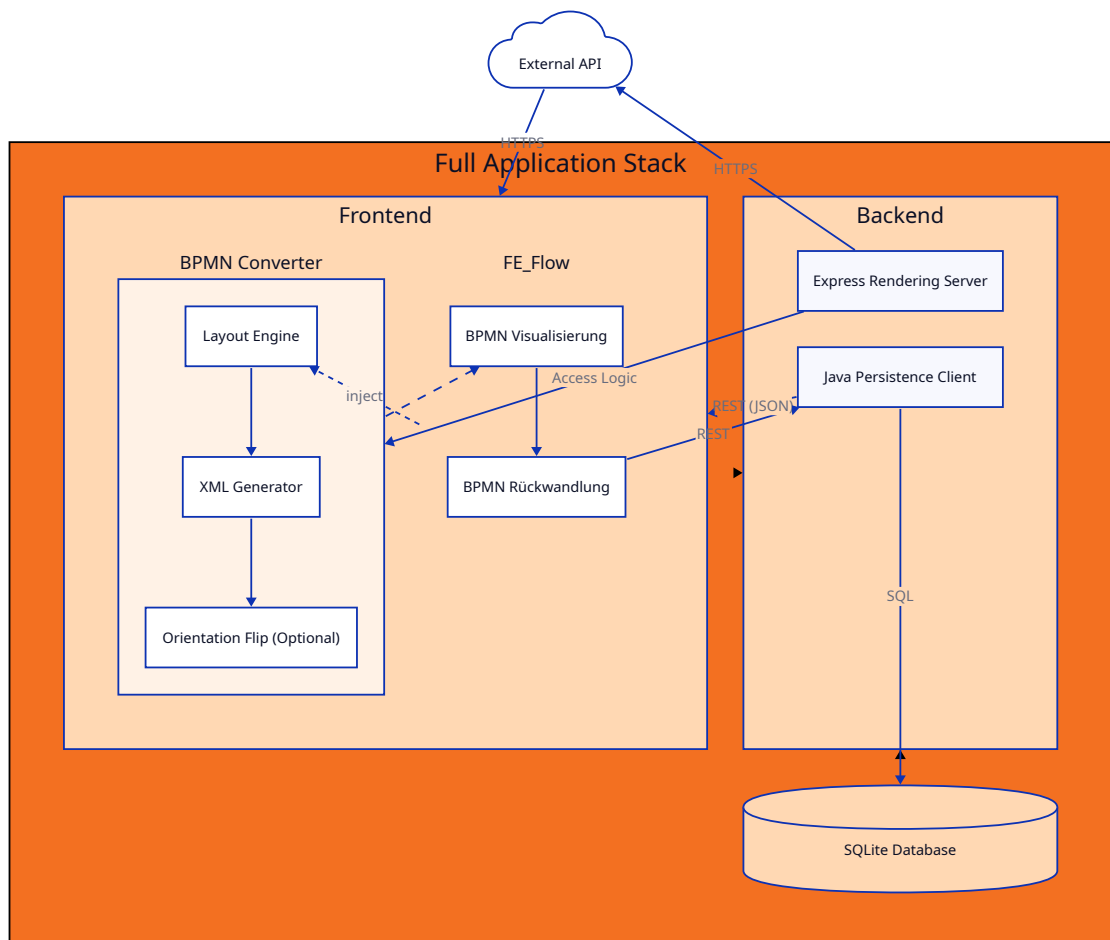 External API
HTTPS
Full Application Stack
HTTPS
Frontend
Backend
BPMN Converter
FE_Flow
Express Rendering Server
Layout Engine
BPMN Visualisierung
Access Logic
Java Persistence Client
inject
REST (JSON)
REST
XML Generator
BPMN Rückwandlung
SQL
Orientation Flip (Optional)
SQLite Database